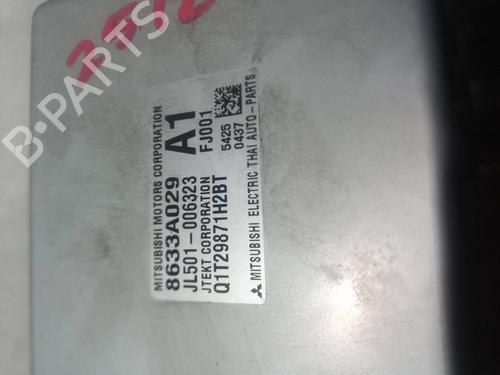 B-PARTS
MITSUBISHI MOTORS CORPORATION
8633A029 A1
JL501-006323 FJ001
JTEKT CORPORATION 5425
Q1T29871H2BT 0437
MITSUBISHI ELECTRIC THAI AUTO-PARTS